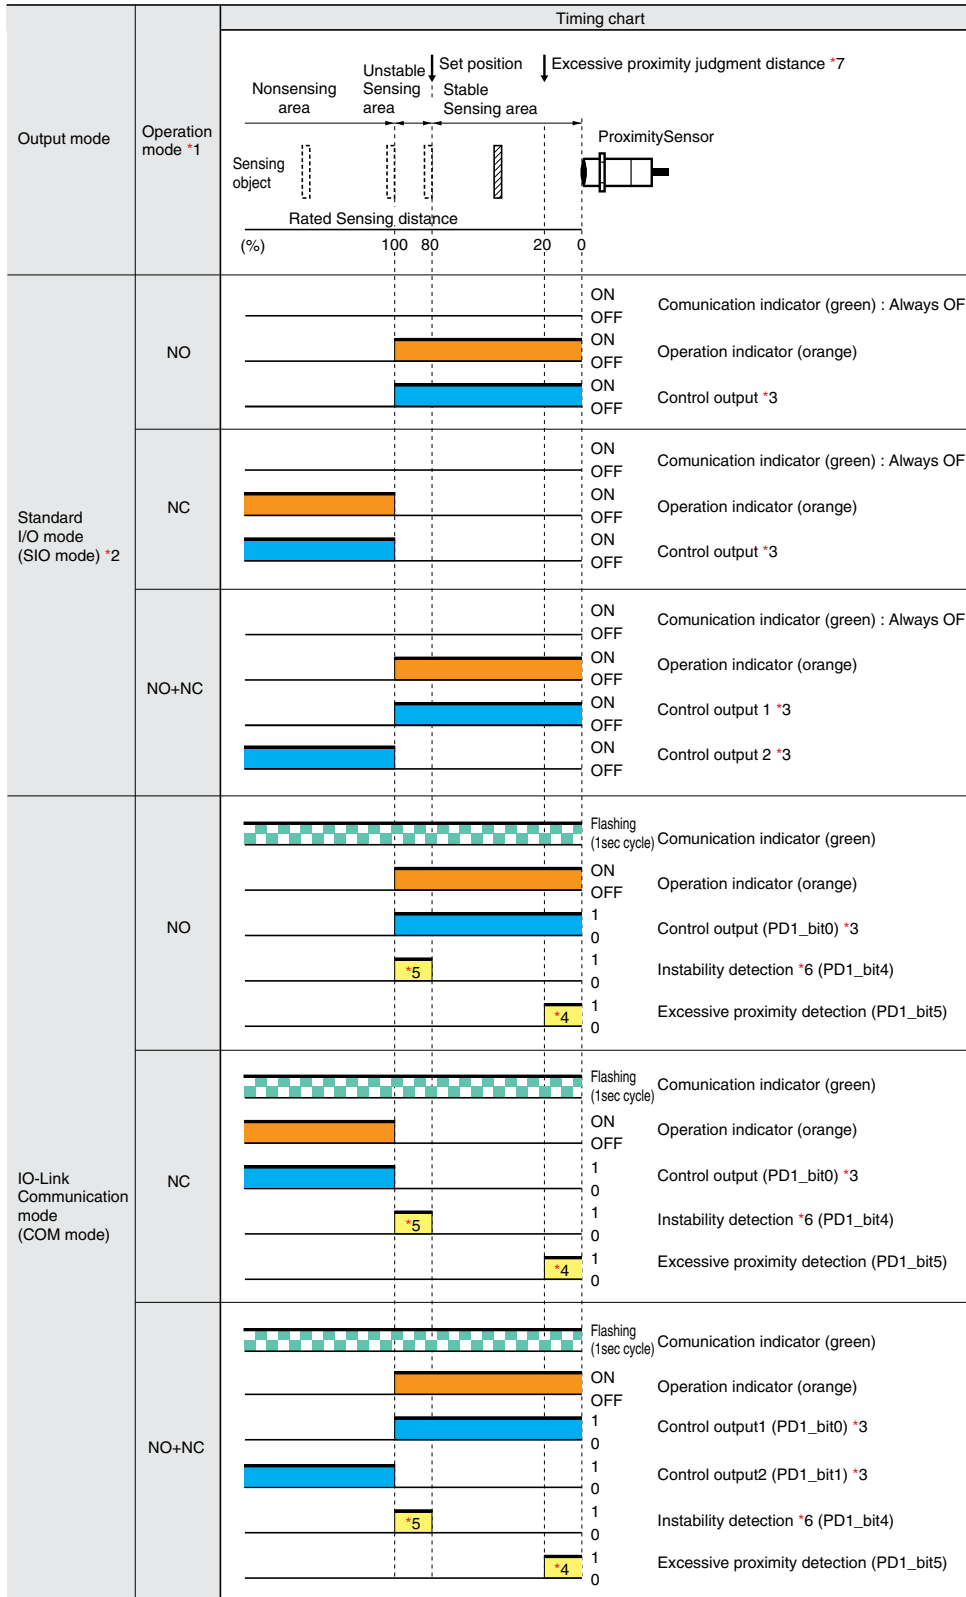 Timing chart
Output mode
Operation
mode *1
Set position
Excessive proximity judgment distance *7
Nonsensing
area
Unstable
Sensing
area
Stable
Sensing area
ProximitySensor
Sensing
object
Rated Sensing distance
(%)
100 80 20 0
Standard
I/O mode
(SIO mode) *2
NO
ON
OFF
Comunication indicator (green) : Always OF
ON
OFF
Operation indicator (orange)
ON
OFF
Control output *3
NC
ON
OFF
Comunication indicator (green) : Always OF
ON
OFF
Operation indicator (orange)
ON
OFF
Control output *3
NO+NC
ON
OFF
Comunication indicator (green) : Always OF
ON
OFF
Operation indicator (orange)
ON
OFF
Control output 1 *3
ON
OFF
Control output 2 *3
IO-Link
Communication
mode
(COM mode)
NO
Flashing
(1sec cycle)
Comunication indicator (green)
ON
OFF
Operation indicator (orange)
1
0
Control output (PD1_bit0) *3
*5
1
0
Instability detection *6 (PD1_bit4)
*4
1
0
Excessive proximity detection (PD1_bit5)
NC
Flashing
(1sec cycle)
Comunication indicator (green)
ON
OFF
Operation indicator (orange)
1
0
Control output (PD1_bit0) *3
*5
1
0
Instability detection *6 (PD1_bit4)
*4
1
0
Excessive proximity detection (PD1_bit5)
NO+NC
Flashing
(1sec cycle)
Comunication indicator (green)
ON
OFF
Operation indicator (orange)
1
0
Control output1 (PD1_bit0) *3
1
0
Control output2 (PD1_bit1) *3
*5
1
0
Instability detection *6 (PD1_bit4)
*4
1
0
Excessive proximity detection (PD1_bit5)